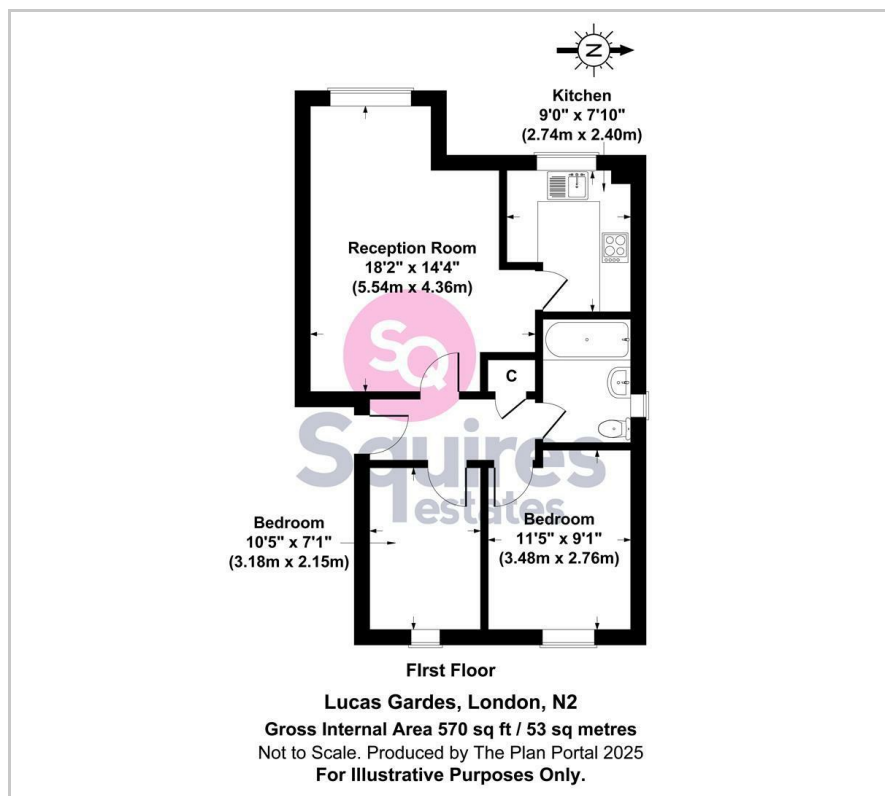 N
Kitchen
9'0" x 7'10"
(2.74m x 2.40m)
Reception Room
18'2" x 14'4"
(5.54m x 4.36m)
SQ
C
Squires
estates
Bedroom
10'5" x 7'1"
(3.18m x 2.15m)
Bedroom
11'5" x 9'1"
(3.48m x 2.76m)
FIrst Floor
Lucas Gardes, London, N2
Gross Internal Area 570 sq ft / 53 sq metres
Not to Scale. Produced by The Plan Portal 2025
For Illustrative Purposes Only.